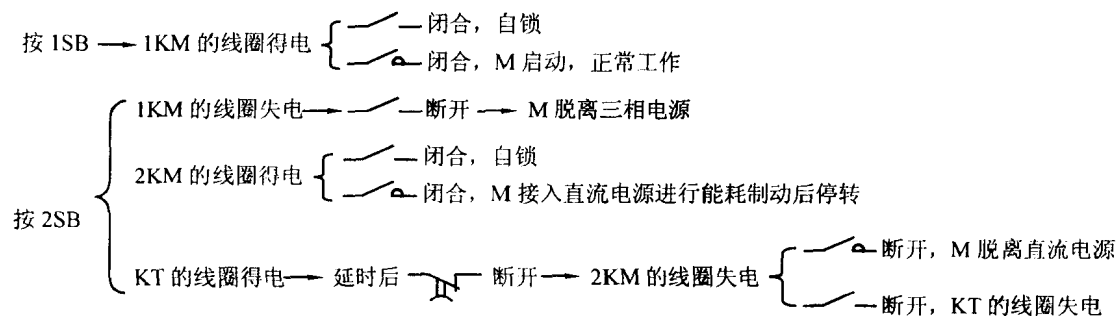 按 1SB 1KM 的线圈得电
闭合，自锁
闭合，M 启动，正常工作
按 2SB
1KM 的线圈失电 断开 M 脱离三相电源
2KM 的线圈得电
闭合，自锁
闭合，M 接入直流电源进行能耗制动后停转
KT 的线圈得电 延时后 断开 2KM 的线圈失电
断开，M 脱离直流电源
断开，KT 的线圈失电